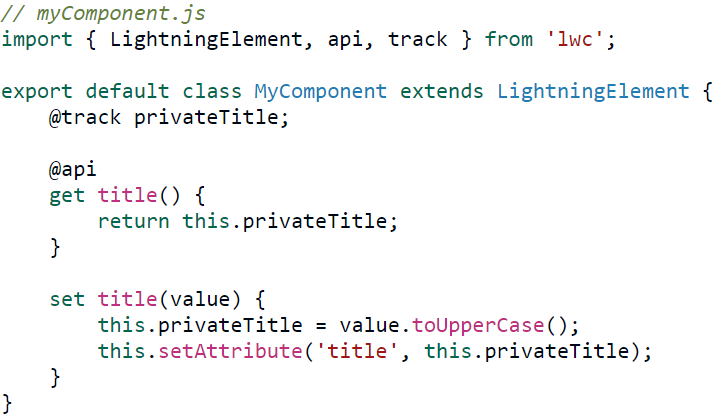 // myComponent.js
import { LightningElement, api, track } from 'lwc';

export default class MyComponent extends LightningElement {
    @track privateTitle;

    @api
    get title() {
        return this.privateTitle;
    }

    set title(value) {
        this.privateTitle = value.toUpperCase();
        this.setAttribute('title', this.privateTitle);
    }
}